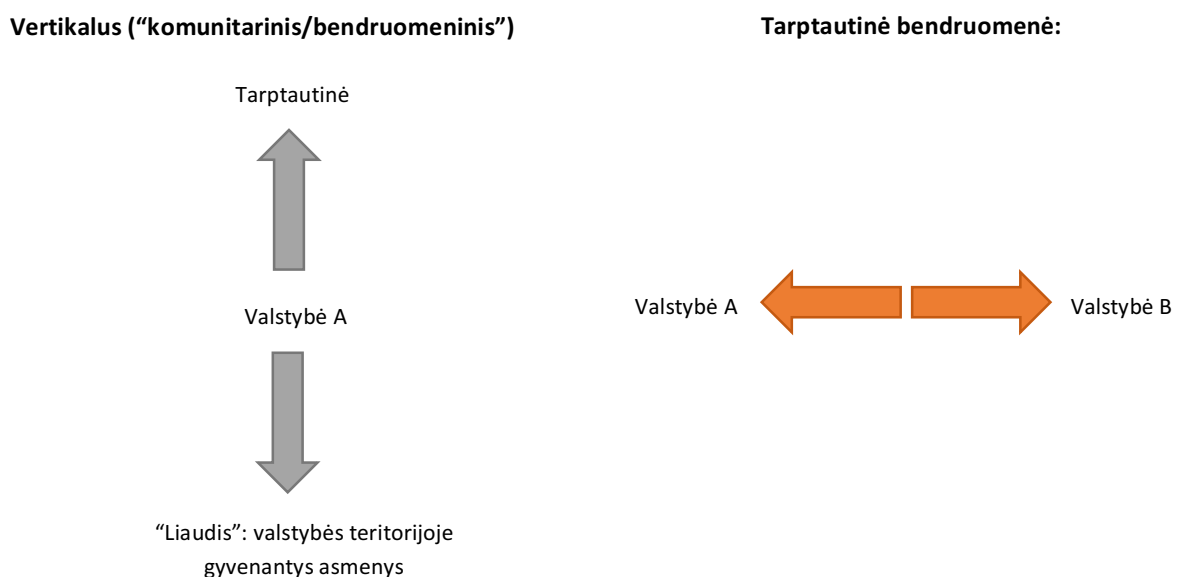 Vertikalus (“komunitarinis/bendruomeninis”)
Tarptautinė
Valstybė A
“Liaudis”: valstybės teritorijoje
gyvenantys asmenys
Tarptautinė bendruomenė:
Valstybė A
Valstybė B